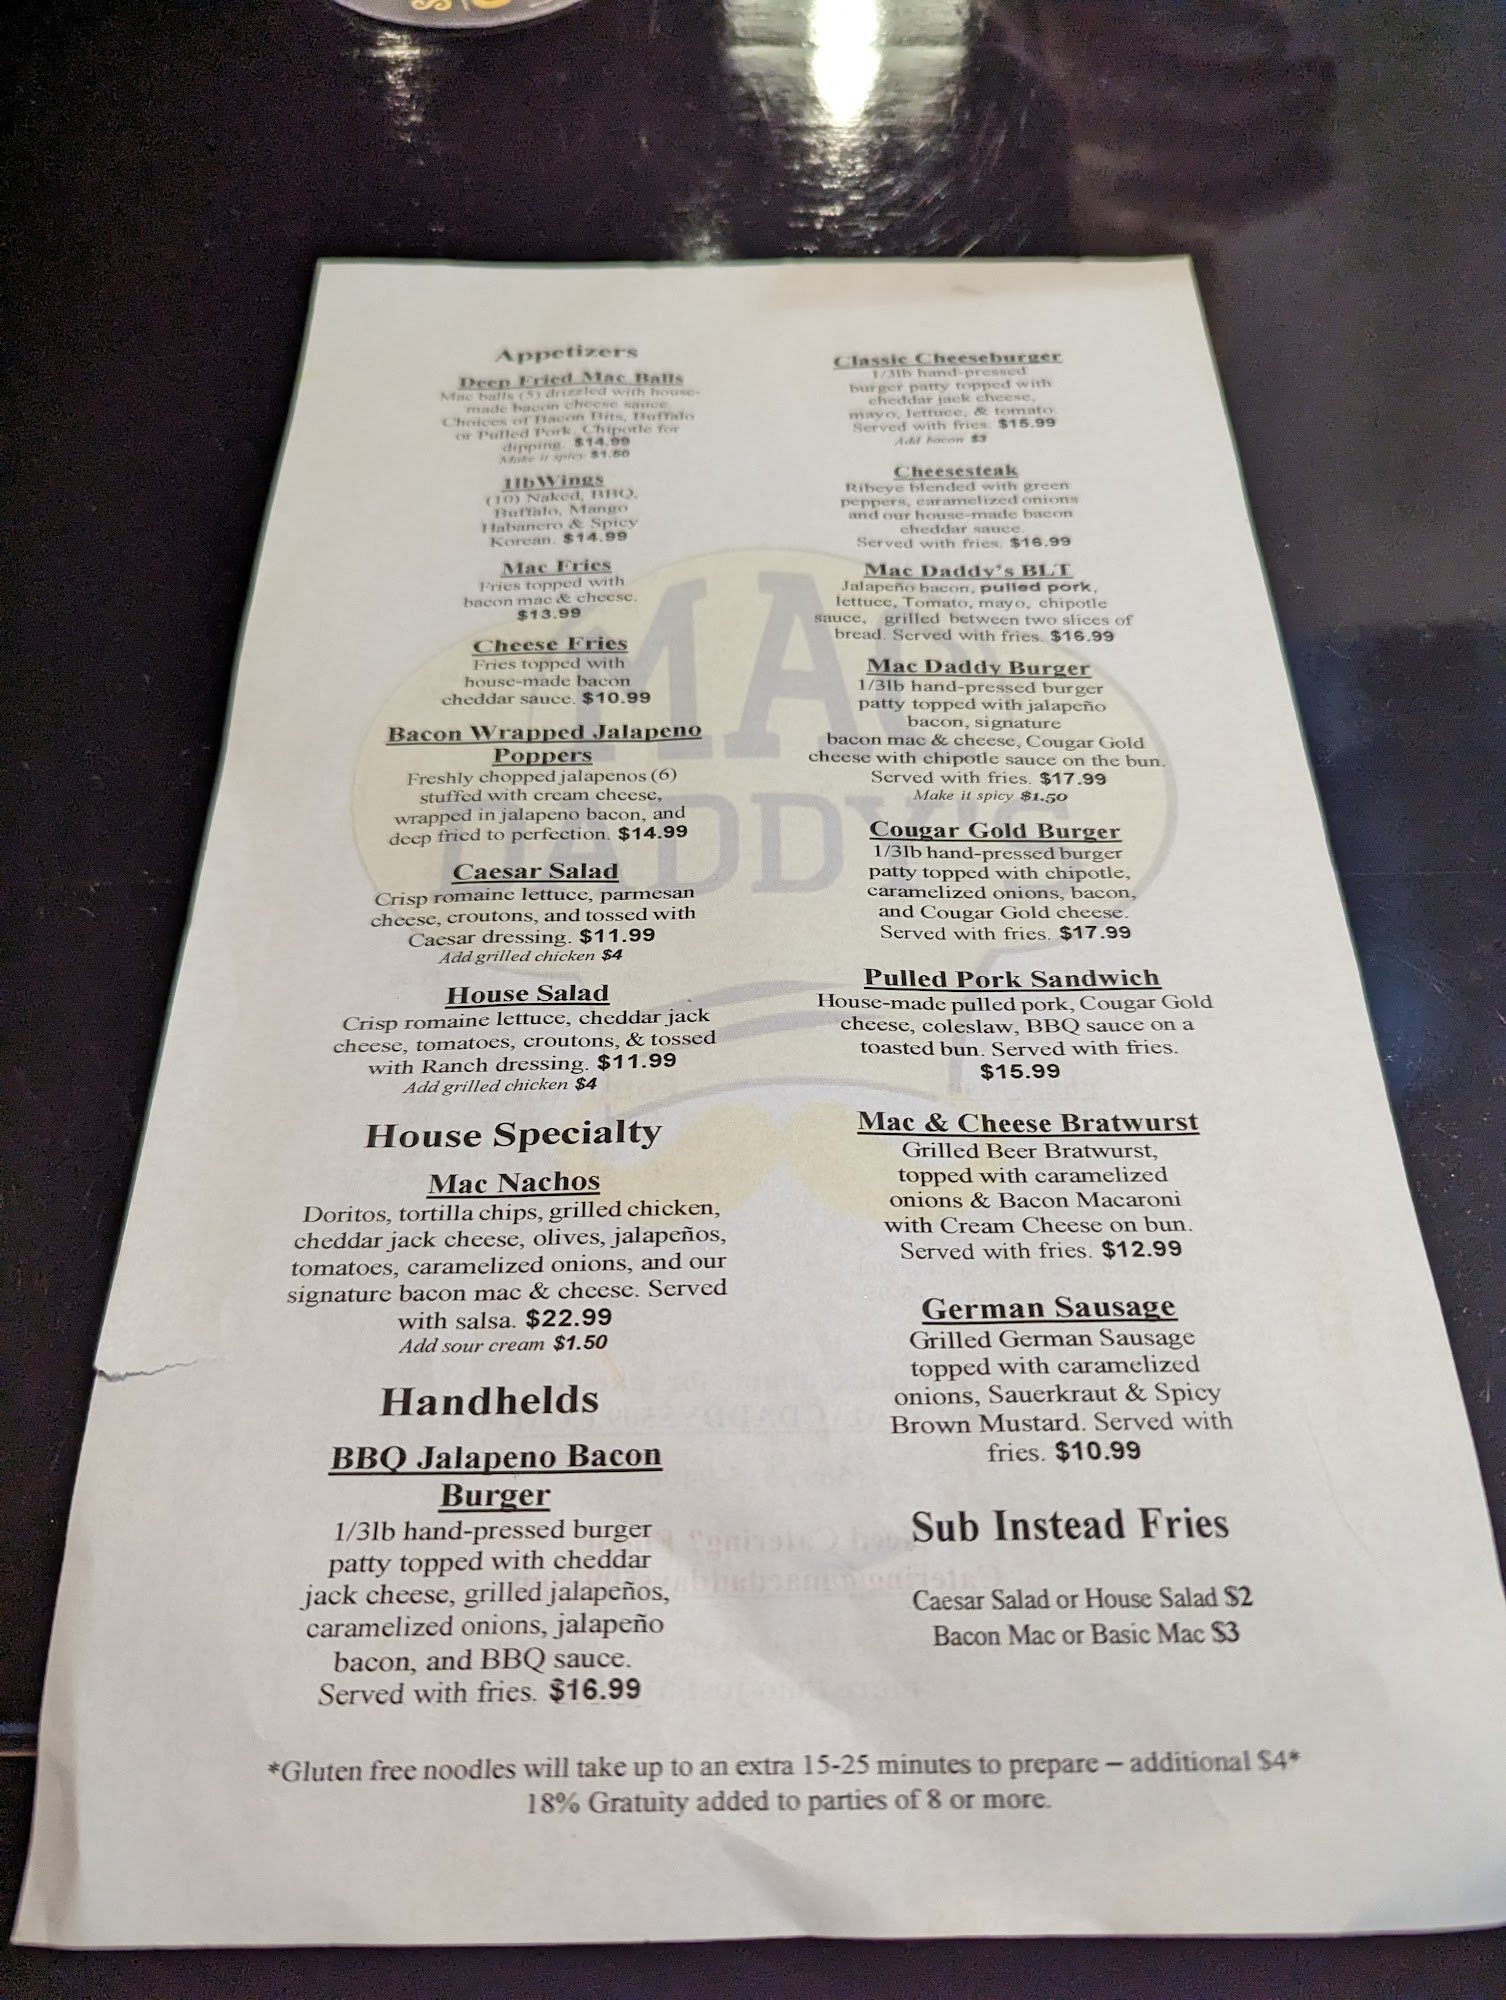 Appetizers
Deep Fried Mac Balls
Mac balls (5) drizzled with house-
made bacon cheese sauce.
Choices of Bacon Bits, Buffalo
or Pulled Pork. Chipotle for
dipping. $14.99
Make it spicy $1.50
1lb Wings
(10) Naked, BBQ,
Buffalo, Mango
Habanero & Spicy
Korean. $14.99
Mac Fries
Fries topped with
bacon mac & cheese.
$13.99
Cheese Fries
Fries topped with
house-made bacon
cheddar sauce. $10.99
Bacon Wrapped Jalapeno
Poppers
Freshly chopped jalapenos (6)
stuffed with cream cheese,
wrapped in jalapeno bacon, and
deep fried to perfection. $14.99
Caesar Salad
Crisp romaine lettuce, parmesan
cheese, croutons, and tossed with
Caesar dressing. $11.99
Add grilled chicken $4
House Salad
Crisp romaine lettuce, cheddar jack
cheese, tomatoes, croutons, & tossed
with Ranch dressing. $11.99
Add grilled chicken $4
House Specialty
Mac Nachos
Doritos, tortilla chips, grilled chicken,
cheddar jack cheese, olives, jalapeños,
tomatoes, caramelized onions, and our
signature bacon mac & cheese. Served
with salsa. $22.99
Add sour cream $1.50
Handhelds
BBQ Jalapeno Bacon
Burger
1/3lb hand-pressed burger
patty topped with cheddar
jack cheese, grilled jalapeños,
caramelized onions, jalapeño
bacon, and BBQ sauce.
Served with fries. $16.99
Classic Cheeseburger
1/3lb hand-pressed
burger patty topped with
cheddar jack cheese,
mayo, lettuce, & tomato.
Served with fries. $15.99
Add bacon $3
Cheesesteak
Ribeye blended with green
peppers, caramelized onions
and our house-made bacon
cheddar sauce.
Served with fries. $16.99
Mac Daddy's BLT
Jalapeño bacon, pulled pork,
lettuce, Tomato, mayo, chipotle
sauce, grilled between two slices of
bread. Served with fries. $16.99
Mac Daddy Burger
1/3lb hand-pressed burger
patty topped with jalapeño
bacon, signature
bacon mac & cheese, Cougar Gold
cheese with chipotle sauce on the bun.
Served with fries. $17.99
Make it spicy $1.50
Cougar Gold Burger
1/3lb hand-pressed burger
patty topped with chipotle,
caramelized onions, bacon,
and Cougar Gold cheese.
Served with fries. $17.99
Pulled Pork Sandwich
House-made pulled pork, Cougar Gold
cheese, coleslaw, BBQ sauce on a
toasted bun. Served with fries.
$15.99
Mac & Cheese Bratwurst
Grilled Beer Bratwurst,
topped with caramelized
onions & Bacon Macaroni
with Cream Cheese on bun.
Served with fries. $12.99
German Sausage
Grilled German Sausage
topped with caramelized
onions, Sauerkraut & Spicy
Brown Mustard. Served with
fries. $10.99
Sub Instead Fries
Caesar Salad or House Salad $2
Bacon Mac or Basic Mac $3
*Gluten free noodles will take up to an extra 15-25 minutes to prepare – additional $4*
18% Gratuity added to parties of 8 or more.
MAC
DADDY'S